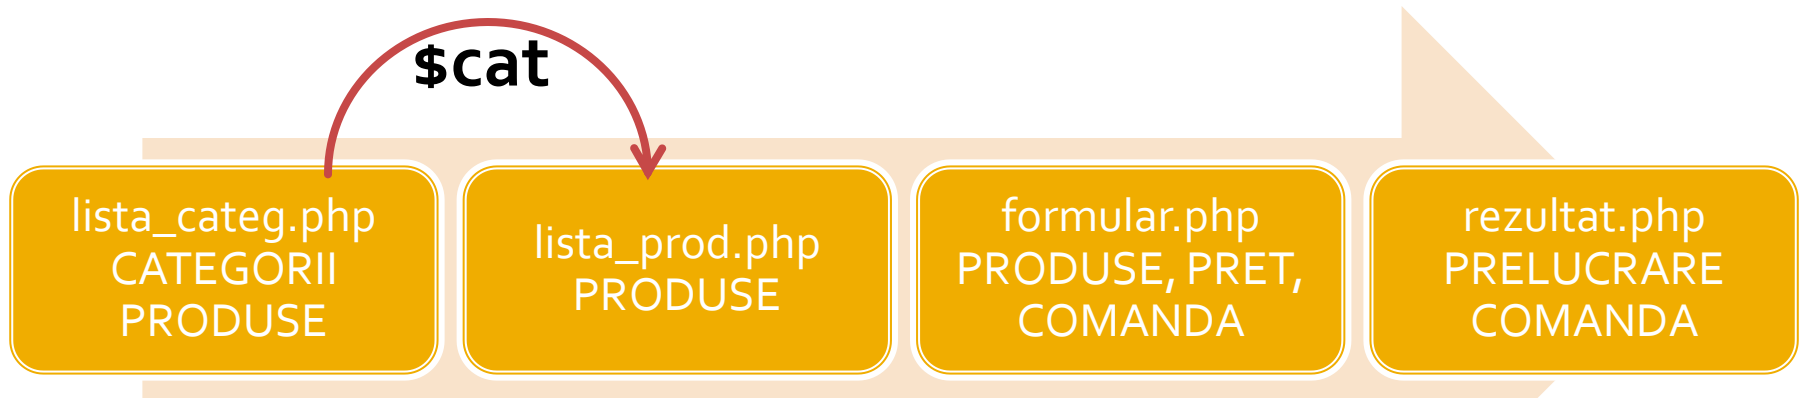 $cat
lista_categ.php
CATEGORII
PRODUSE
lista_prod.php
PRODUSE
formular.php
PRODUSE, PRET,
COMANDA
rezultat.php
PRELUCRARE
COMANDA